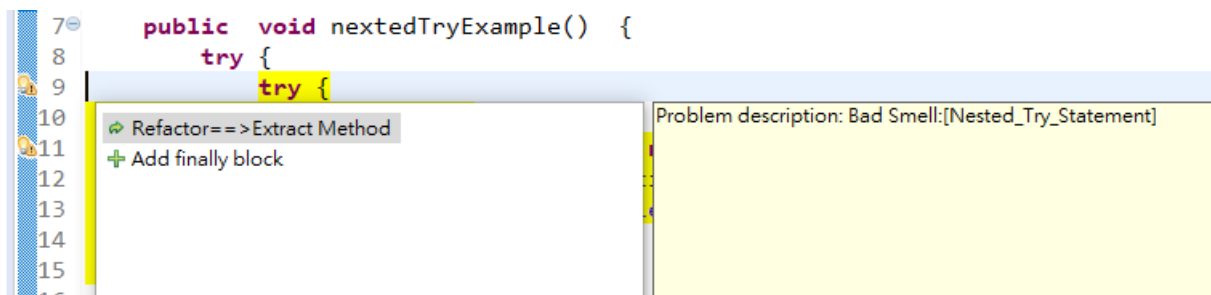 7 public void nextedTryExample() {
8 try {
9 try {
10
11
12
13
14
15
Refactor==>Extract Method
Add finally block
Problem description: Bad Smell:[Nested_Try_Statement]